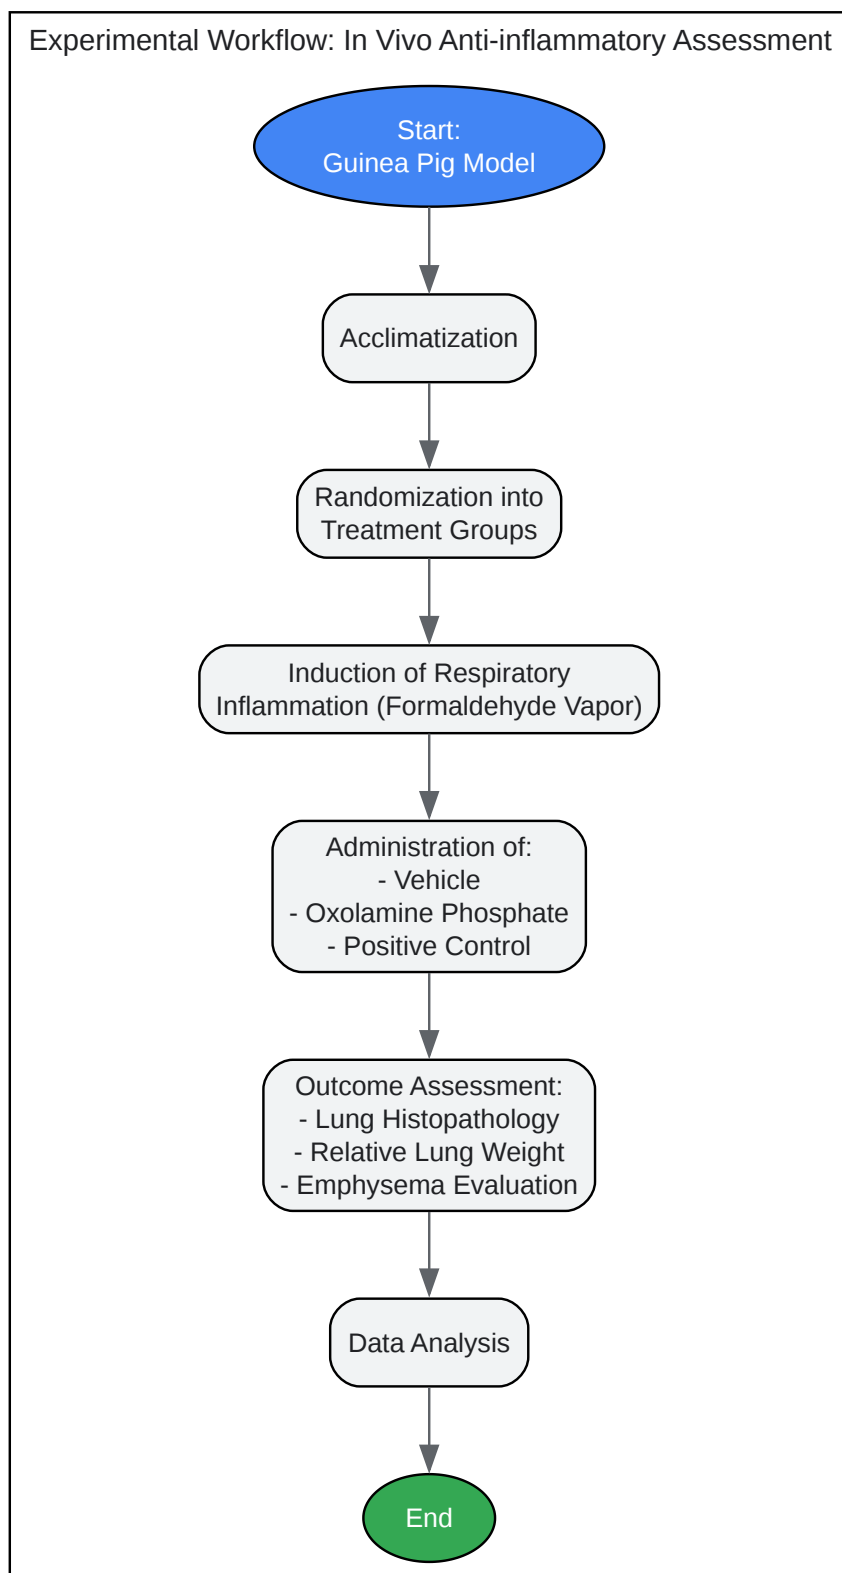 Experimental Workflow: In Vivo Anti-inflammatory Assessment
Start:
Guinea Pig Model
Acclimatization
Randomization into
Treatment Groups
Induction of Respiratory
Inflammation (Formaldehyde Vapor)
Administration of:
- Vehicle
- Oxolamine Phosphate
- Positive Control
Outcome Assessment:
- Lung Histopathology
- Relative Lung Weight
- Emphysema Evaluation
Data Analysis
End